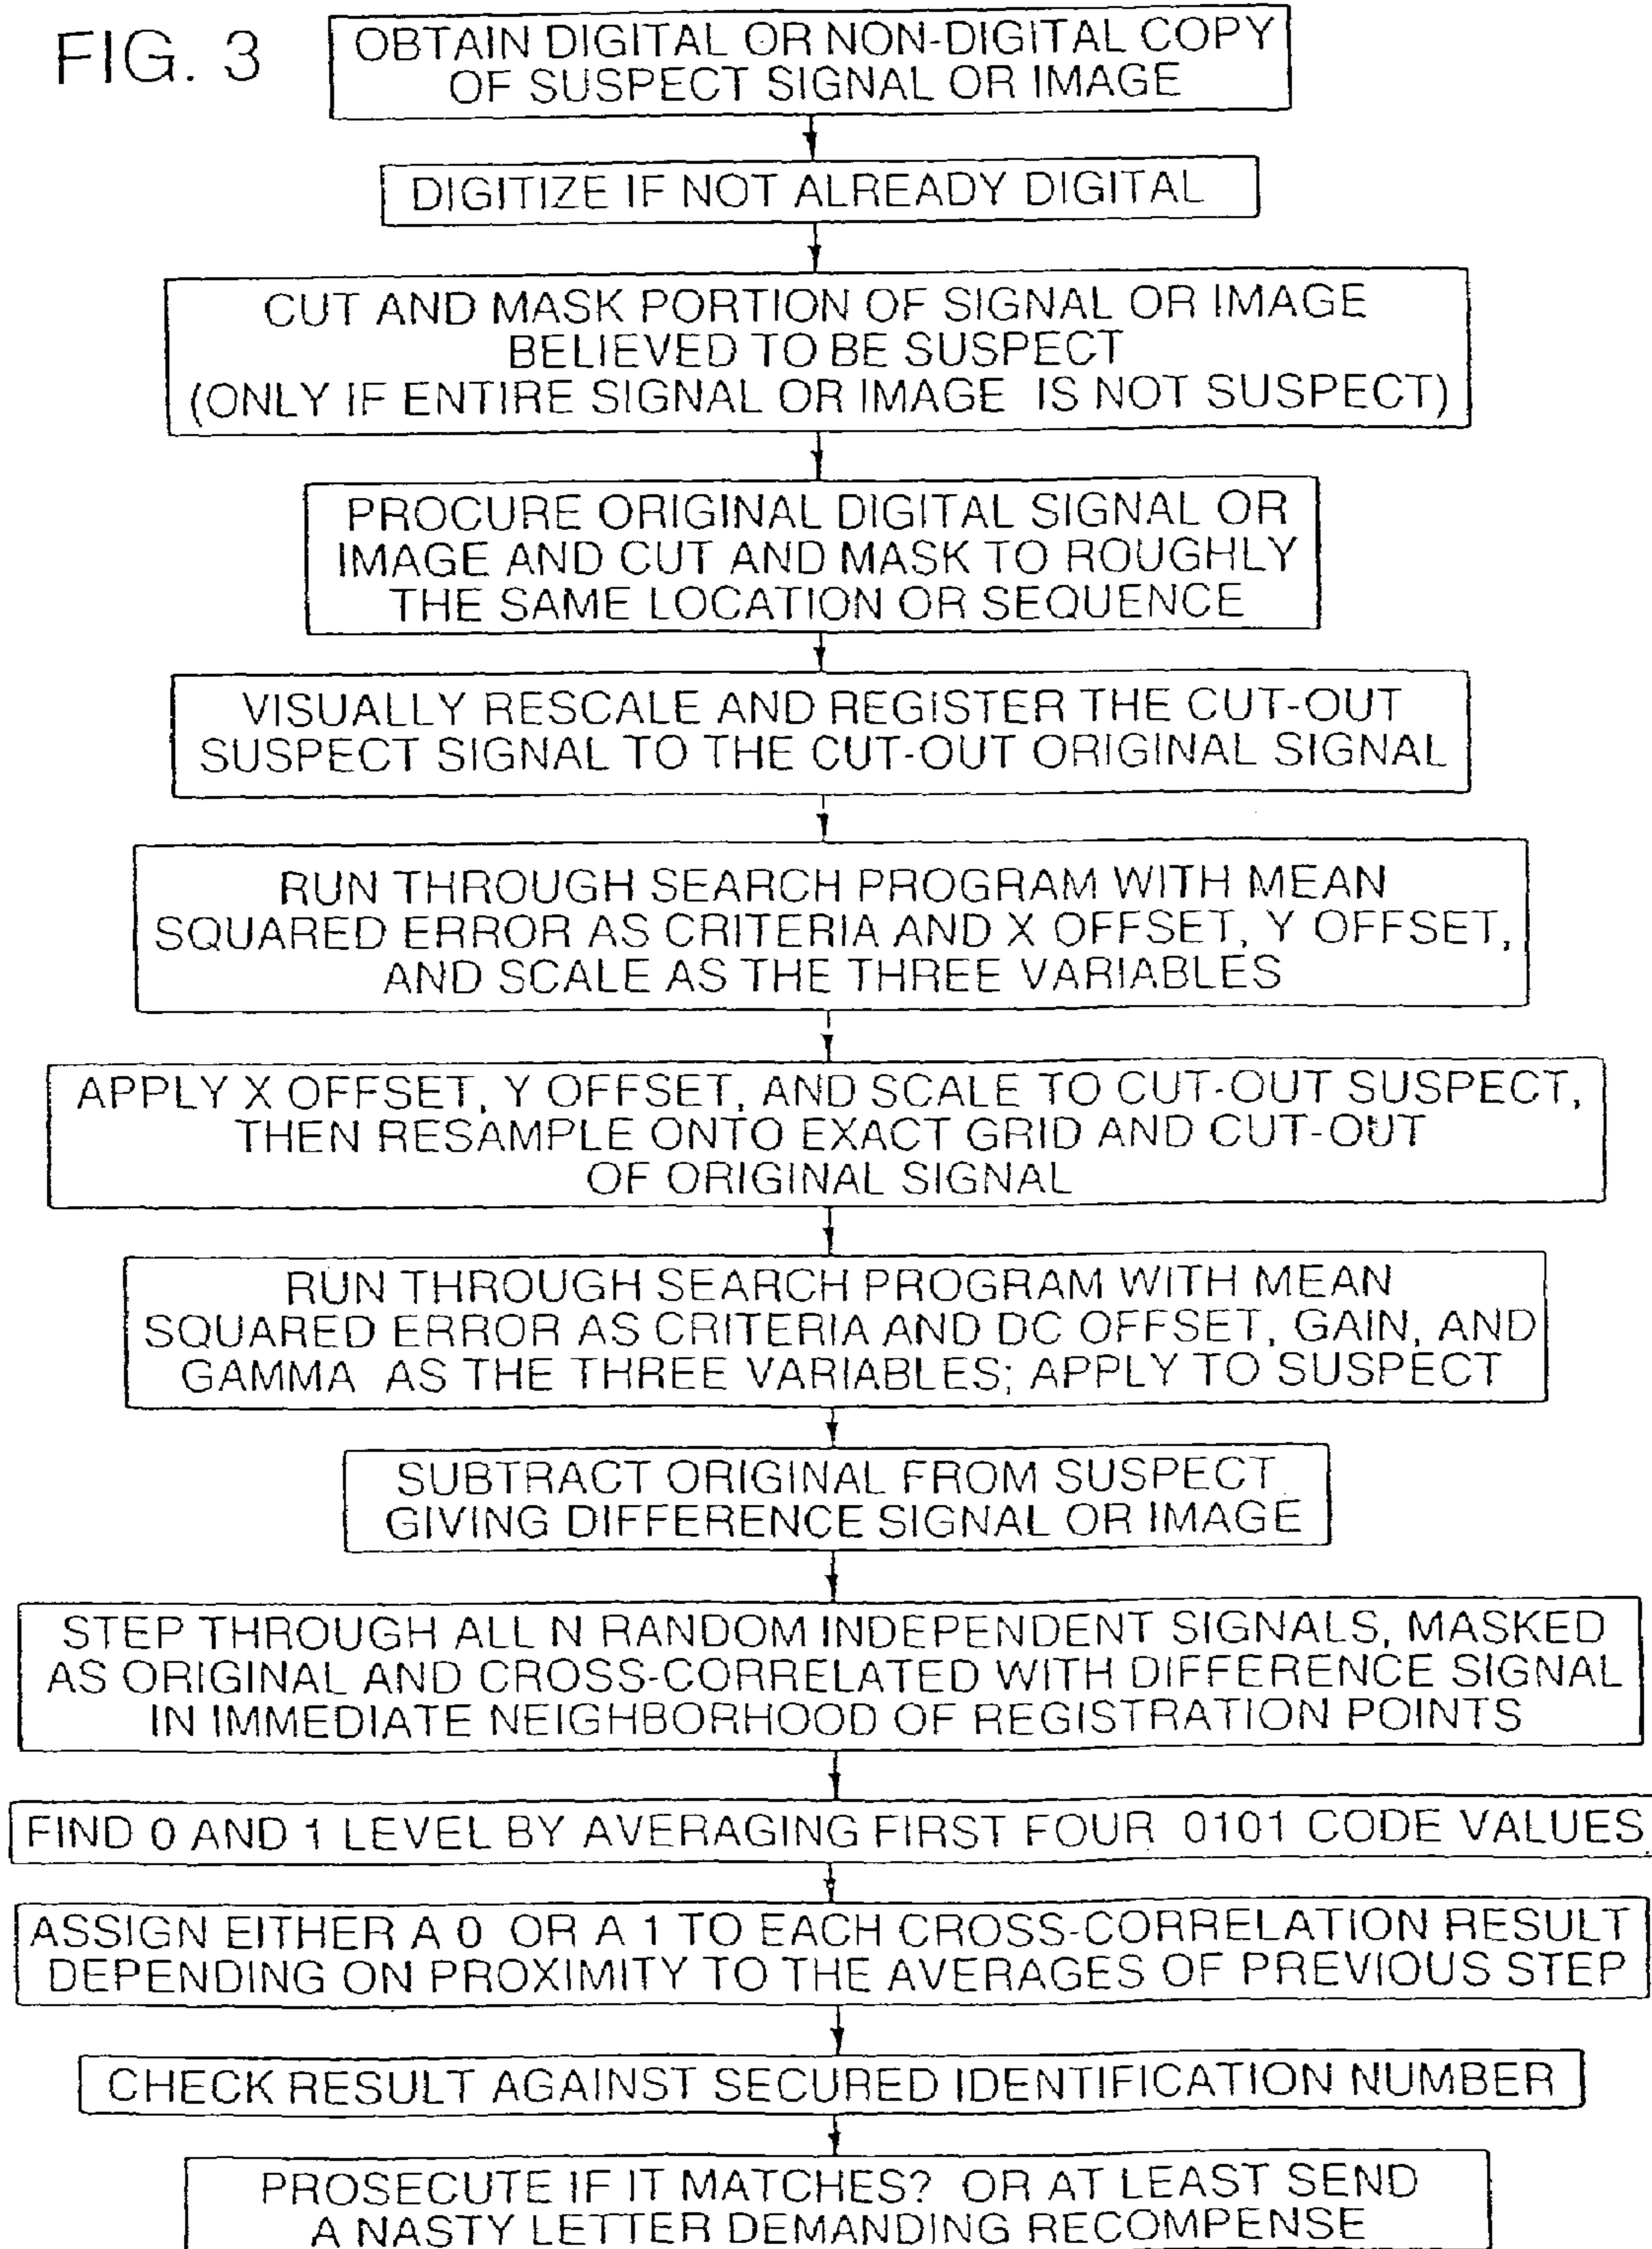 FIG. 3
OBTAIN DIGITAL OR NON-DIGITAL COPY
OF SUSPECT SIGNAL OR IMAGE
DIGITIZE IF NOT ALREADY DIGITAL
CUT AND MASK PORTION OF SIGNAL OR IMAGE
BELIEVED TO BE SUSPECT
(ONLY IF ENTIRE SIGNAL OR IMAGE IS NOT SUSPECT)
PROCURE ORIGINAL DIGITAL SIGNAL OR
IMAGE AND CUT AND MASK TO ROUGHLY
THE SAME LOCATION OR SEQUENCE
VISUALLY RESCALE AND REGISTER THE CUT-OUT
SUSPECT SIGNAL TO THE CUT-OUT ORIGINAL SIGNAL
RUN THROUGH SEARCH PROGRAM WITH MEAN
SQUARED ERROR AS CRITERIA AND X OFFSET, Y OFFSET,
AND SCALE AS THE THREE VARIABLES
APPLY X OFFSET, Y OFFSET, AND SCALE TO CUT-OUT SUSPECT,
THEN RESAMPLE ONTO EXACT GRID AND CUT-OUT
OF ORIGINAL SIGNAL
RUN THROUGH SEARCH PROGRAM WITH MEAN
SQUARED ERROR AS CRITERIA AND DC OFFSET, GAIN, AND
GAMMA AS THE THREE VARIABLES; APPLY TO SUSPECT
SUBTRACT ORIGINAL FROM SUSPECT
GIVING DIFFERENCE SIGNAL OR IMAGE
STEP THROUGH ALL N RANDOM INDEPENDENT SIGNALS, MASKED
AS ORIGINAL AND CROSS-CORRELATED WITH DIFFERENCE SIGNAL
IN IMMEDIATE NEIGHBORHOOD OF REGISTRATION POINTS
FIND 0 AND 1 LEVEL BY AVERAGING FIRST FOUR 0101 CODE VALUES
ASSIGN EITHER A 0 OR A 1 TO EACH CROSS-CORRELATION RESULT
DEPENDING ON PROXIMITY TO THE AVERAGES OF PREVIOUS STEP
CHECK RESULT AGAINST SECURED IDENTIFICATION NUMBER
PROSECUTE IF IT MATCHES? OR AT LEAST SEND
A NASTY LETTER DEMANDING RECOMPENSE